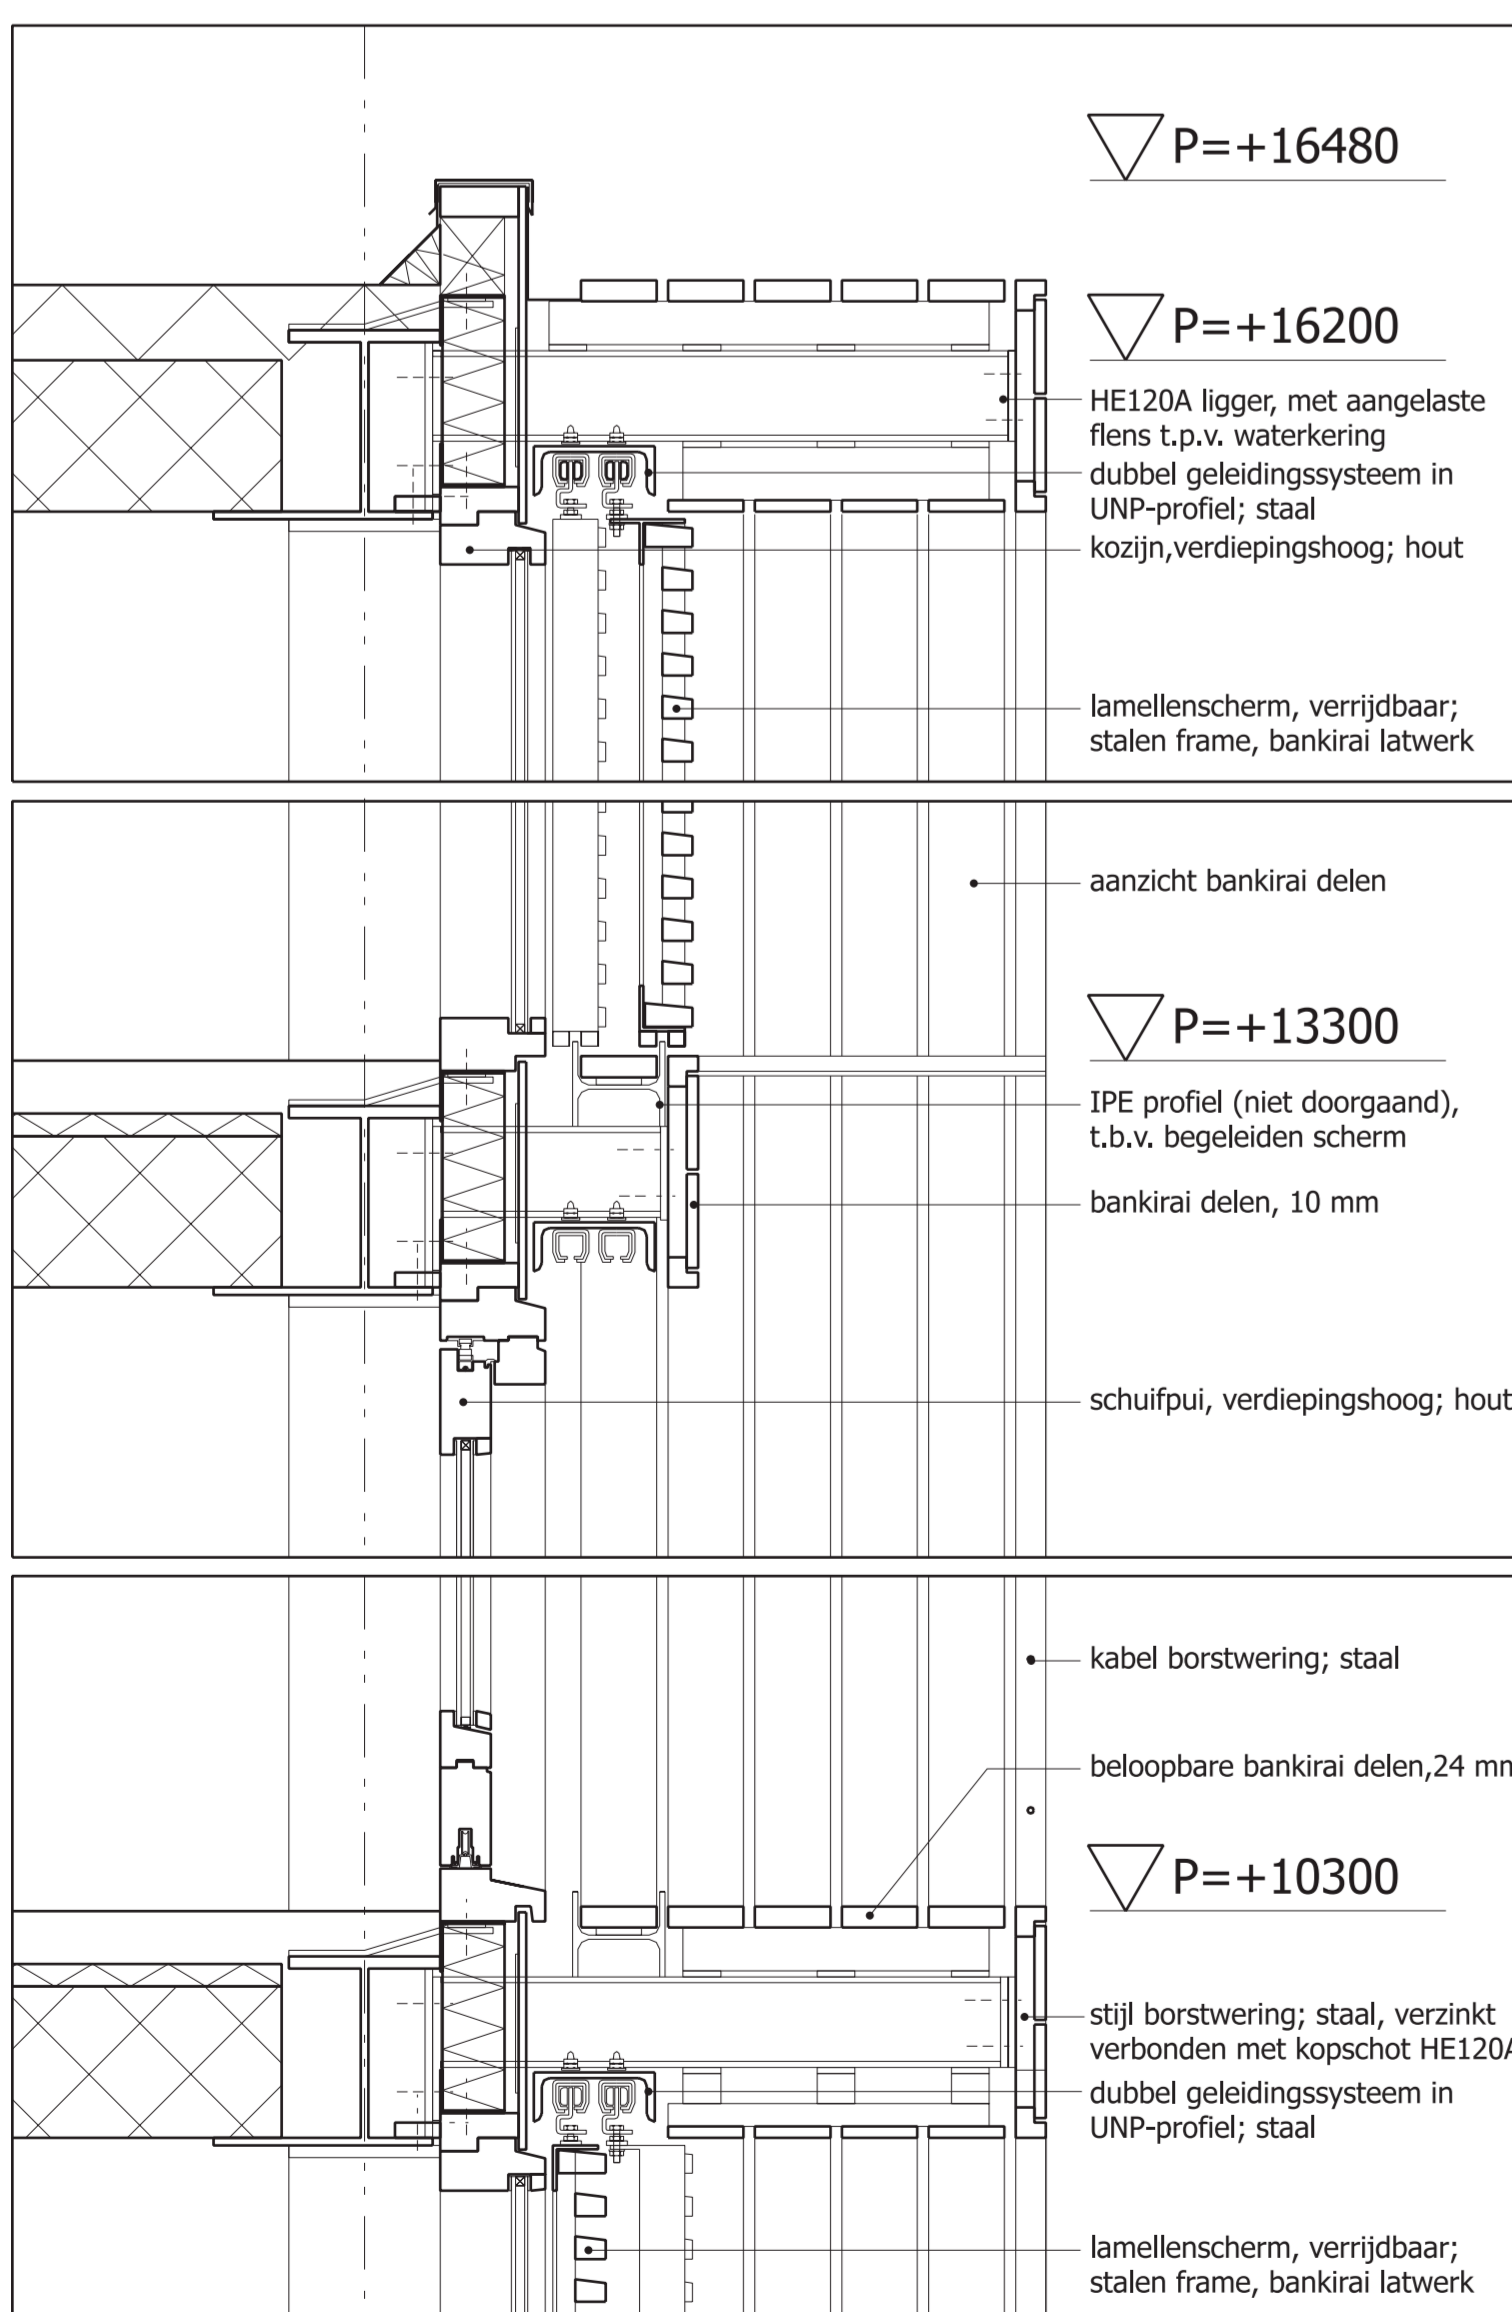 P=+16480
P=+16200
HE120A ligger, met aangelaste
flens t.p.v. waterkering
dubbel geleidingssysteem in
UNP-profiel; staal
kozijn,verdiepingshoog; hout
lamellenscherm, verrijdbaar;
stalen frame, bankirai latwerk
aanzicht bankirai delen
P=+13300
IPE profiel (niet doorgaand),
t.b.v. begeleiden scherm
bankirai delen, 10 mm
schuifpui, verdiepingshoog; hout
kabel borstwering; staal
beloopbare bankirai delen,24 mm
P=+10300
stijl borstwering; staal, verzinkt
verbonden met kopschot HE120A
dubbel geleidingssysteem in
UNP-profiel; staal
lamellenscherm, verrijdbaar;
stalen frame, bankirai latwerk